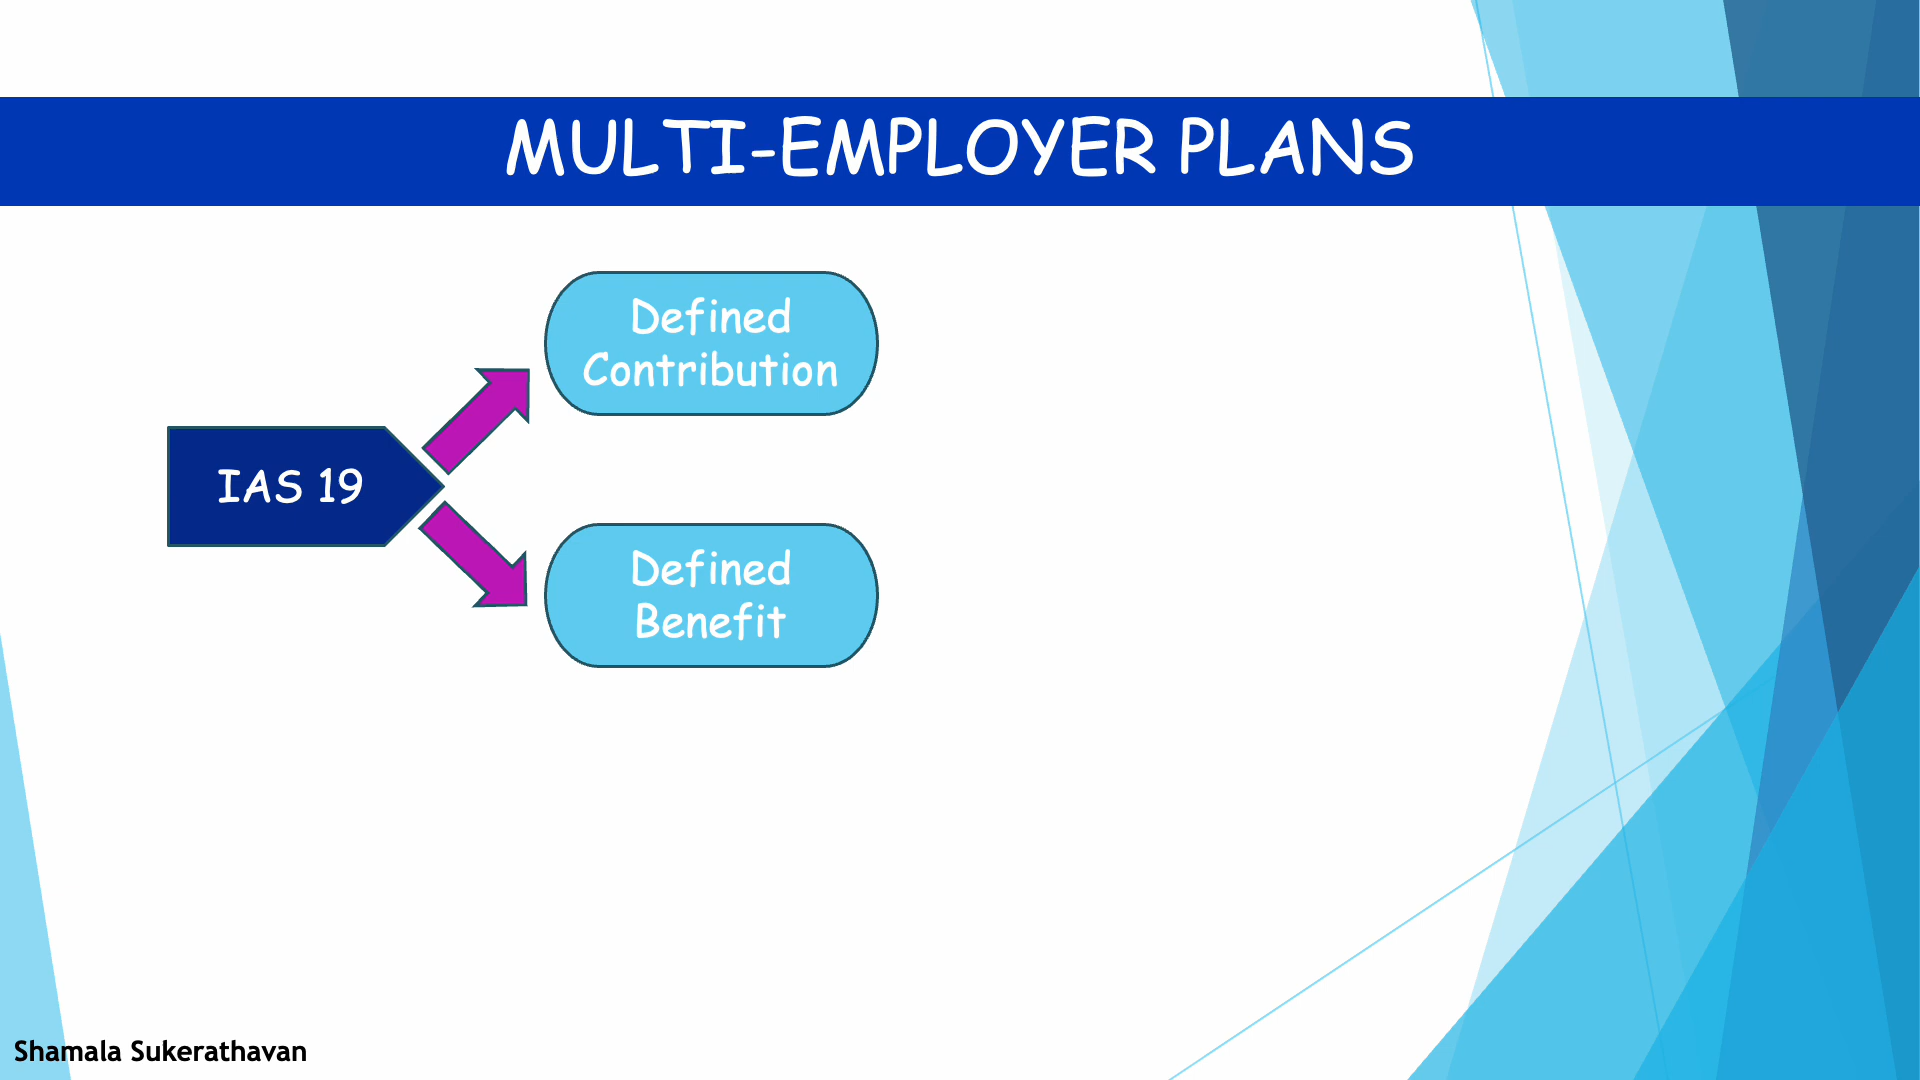 MULTI-EMPLOYER PLANS
Defined
Contribution
IAS 19
Defined
Benefit
Shamala Sukerathavan